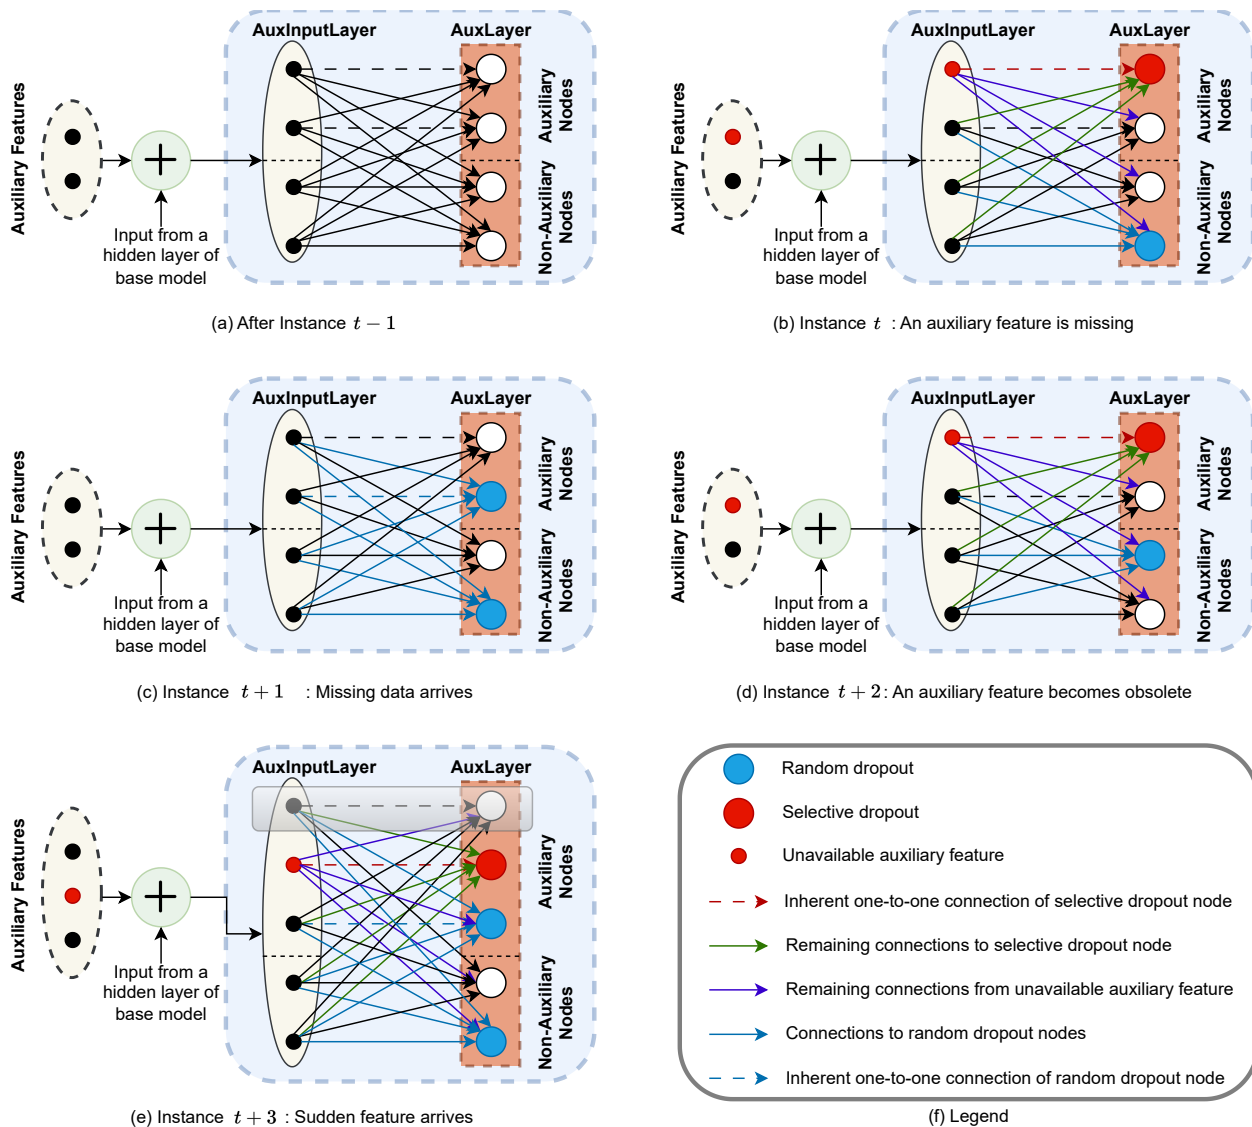 AuxInputLayer
AuxLayer
Auxiliary Features
Auxiliary
Nodes
Non-Auxiliary
Nodes
+
Input from a
hidden layer of
base model
(a) After Instance t − 1
AuxInputLayer
AuxLayer
Auxiliary Features
Auxiliary
Nodes
Non-Auxiliary
Nodes
+
Input from a
hidden layer of
base model
(b) Instance t : An auxiliary feature is missing
AuxInputLayer
AuxLayer
Auxiliary Features
Auxiliary
Nodes
Non-Auxiliary
Nodes
+
Input from a
hidden layer of
base model
(c) Instance t + 1 : Missing data arrives
AuxInputLayer
AuxLayer
Auxiliary Features
Auxiliary
Nodes
Non-Auxiliary
Nodes
+
Input from a
hidden layer of
base model
(d) Instance t + 2 : An auxiliary feature becomes obsolete
AuxInputLayer
AuxLayer
Auxiliary Features
Auxiliary
Nodes
Non-Auxiliary
Nodes
+
Input from a
hidden layer of
base model
(e) Instance t + 3 : Sudden feature arrives
Random dropout
Selective dropout
Unavailable auxiliary feature
Inherent one-to-one connection of selective dropout node
Remaining connections to selective dropout node
Remaining connections from unavailable auxiliary feature
Connections to random dropout nodes
Inherent one-to-one connection of random dropout node
(f) Legend